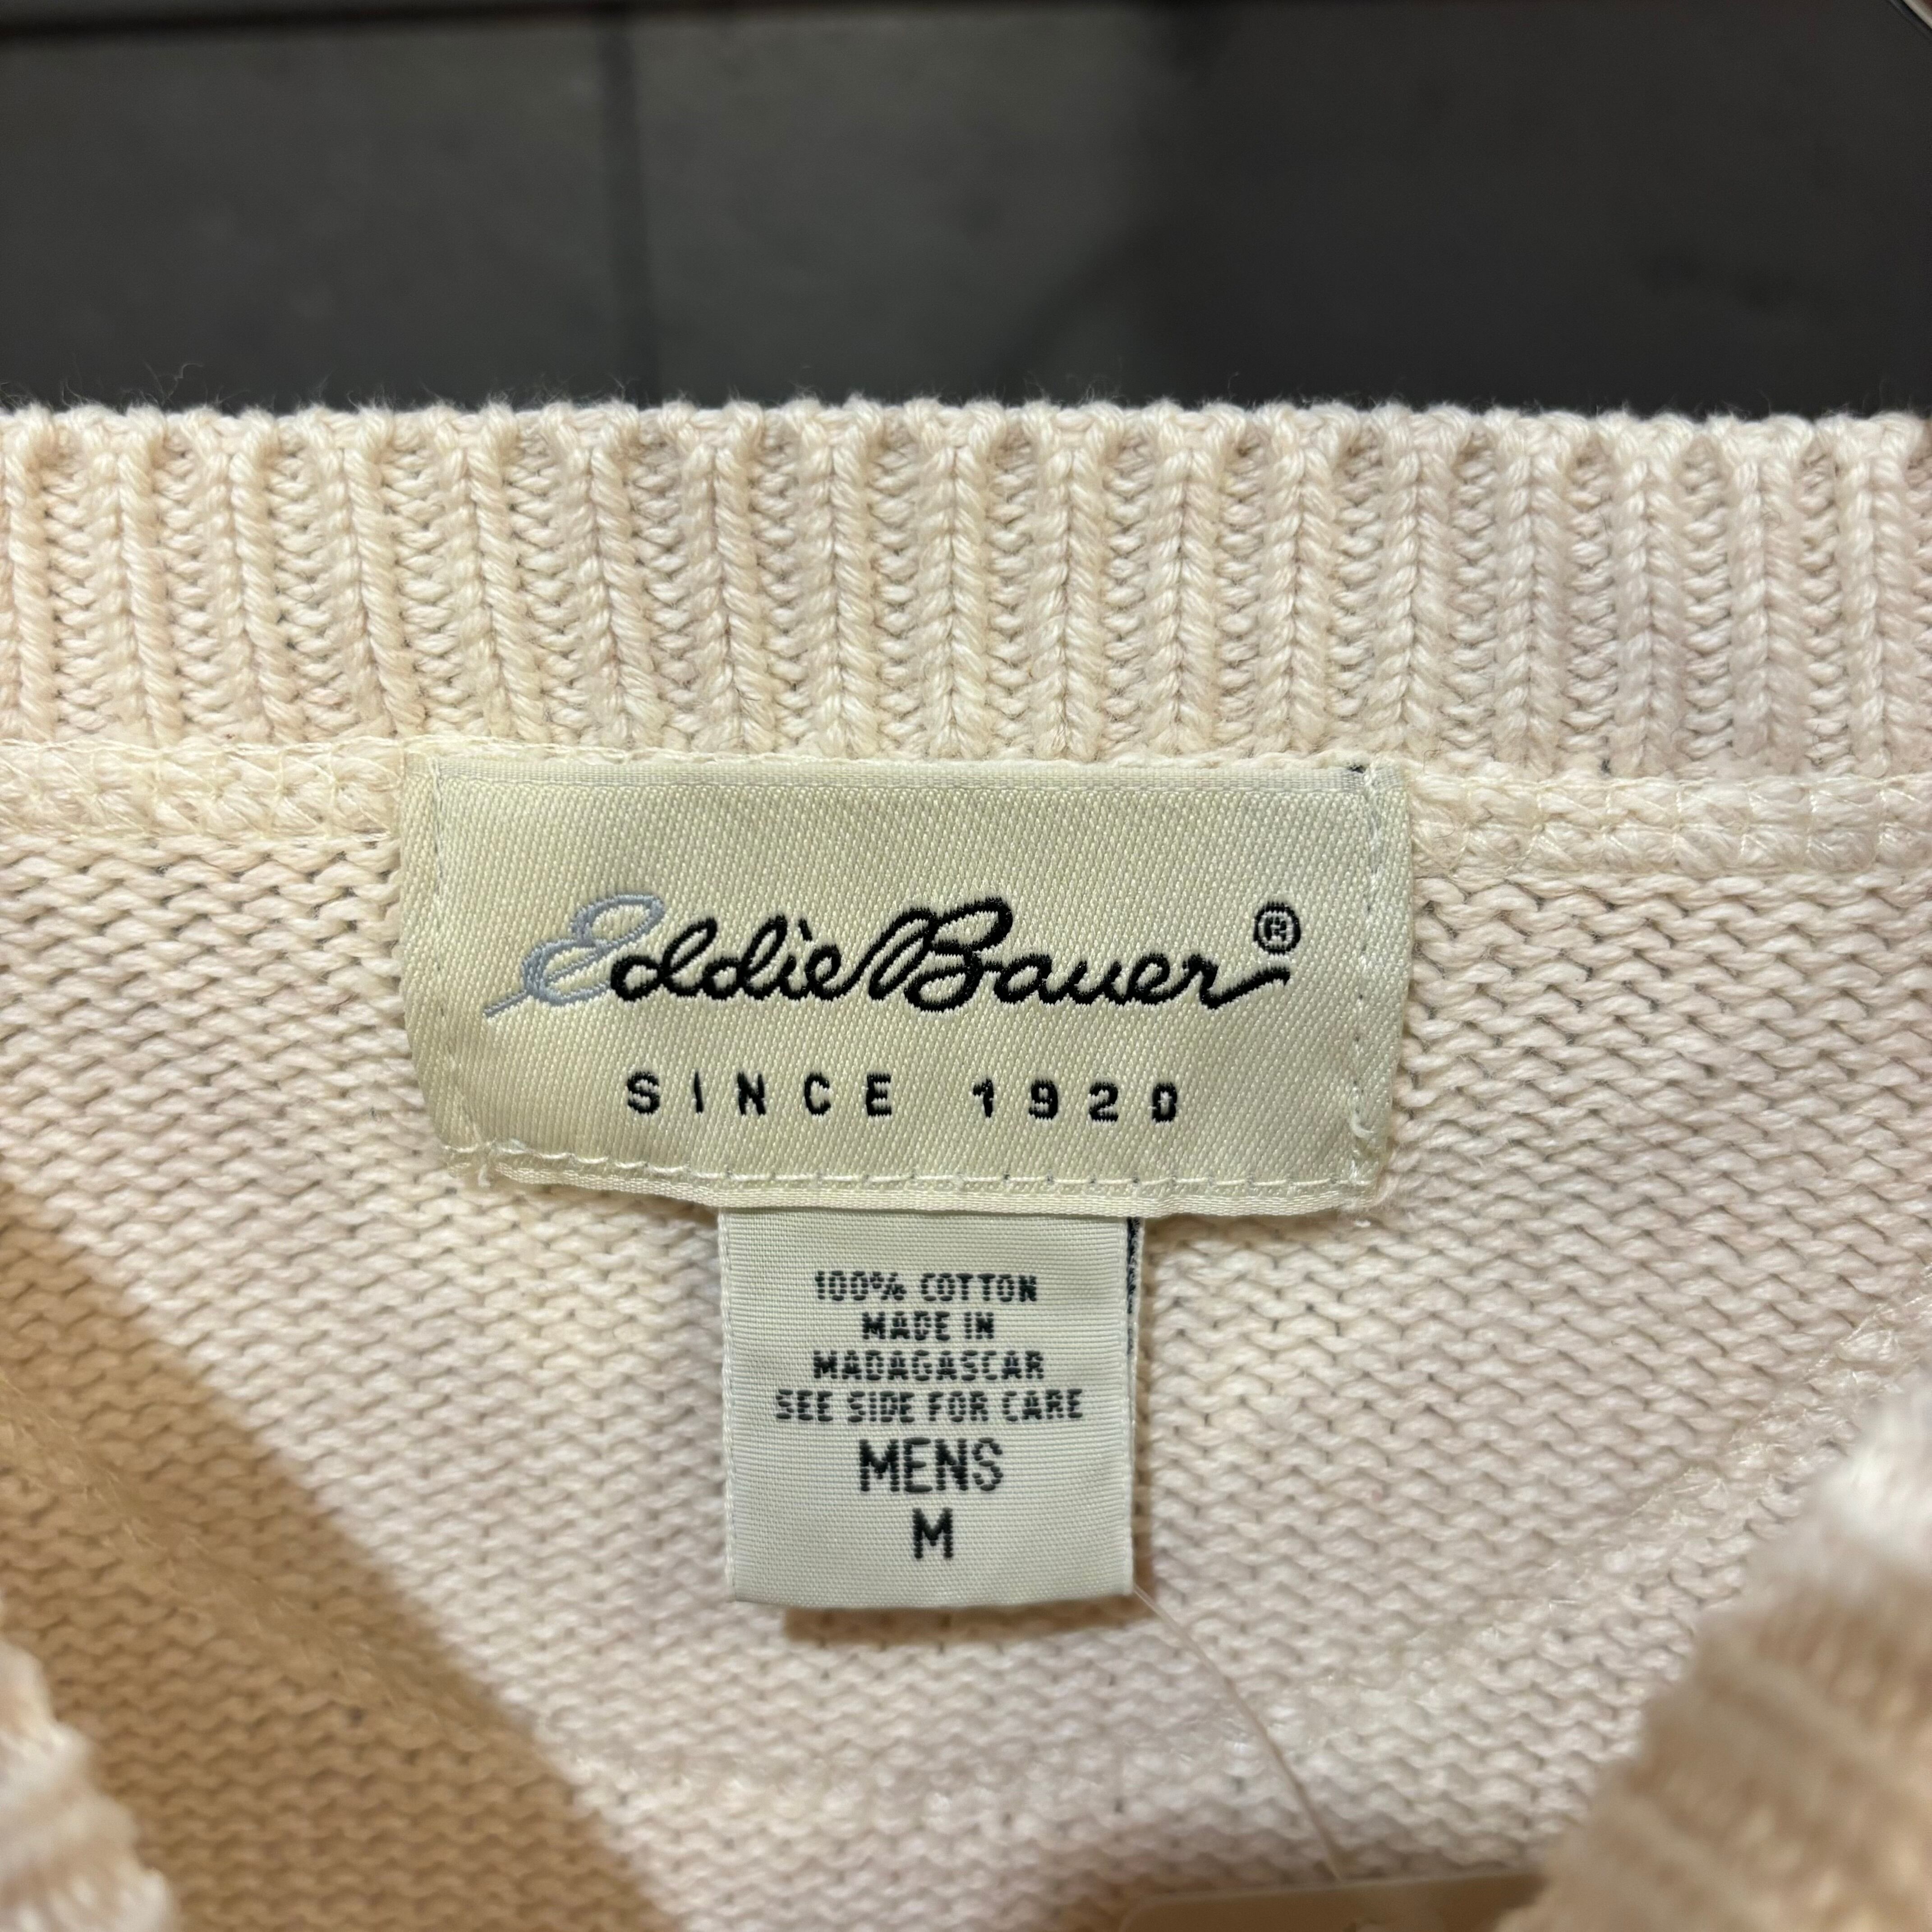 Eddie Bauer®
SINCE 1920
100% COTTON
MADE IN
MADAGASCAR
SEE SIDE FOR CARE
MENS
M